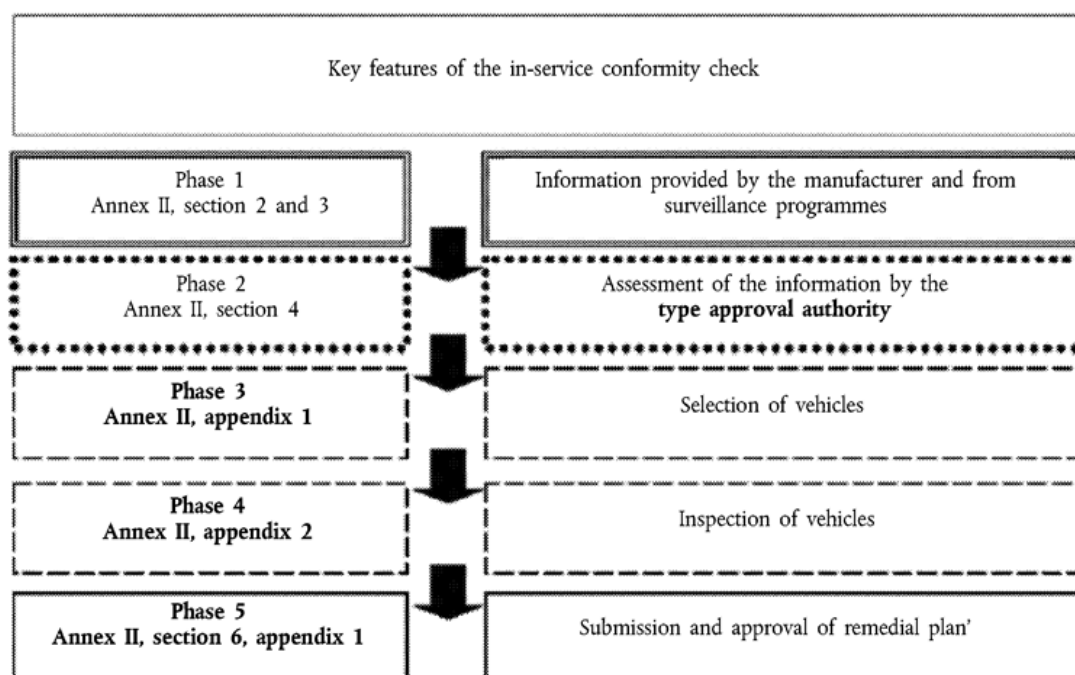 Key features of the in-service conformity check
Phase 1
Annex II, section 2 and 3
Information provided by the manufacturer and from
surveillance programmes
Phase 2
Annex II, section 4
Assessment of the information by the
type approval authority
Phase 3
Annex II, appendix 1
Selection of vehicles
Phase 4
Annex II, appendix 2
Inspection of vehicles
Phase 5
Annex II, section 6, appendix 1
Submission and approval of remedial plan’